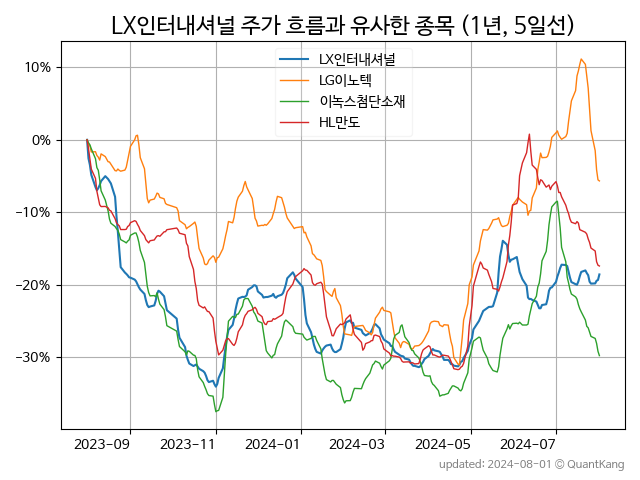 LX인터내셔널 주가 흐름과 유사한 종목 (1년, 5일선)
LX인터내셔널
LG이노텍
이녹스첨단소재
HL만도
10%
0%
−10%
−20%
−30%
2023-09
2023-11
2024-01
2024-03
2024-05
2024-07
updated: 2024-08-01 © QuantKang